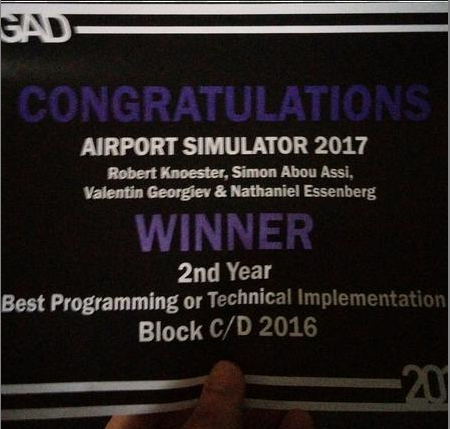 GAD
CONGRATULATIONS
AIRPORT SIMULATOR 2017
Robert Knoester, Simon Abou Assi,
Valentin Georgiev & Nathaniel Essenberg
WINNER
2nd Year
Best Programming or Technical Implementation
Block C/D 2016